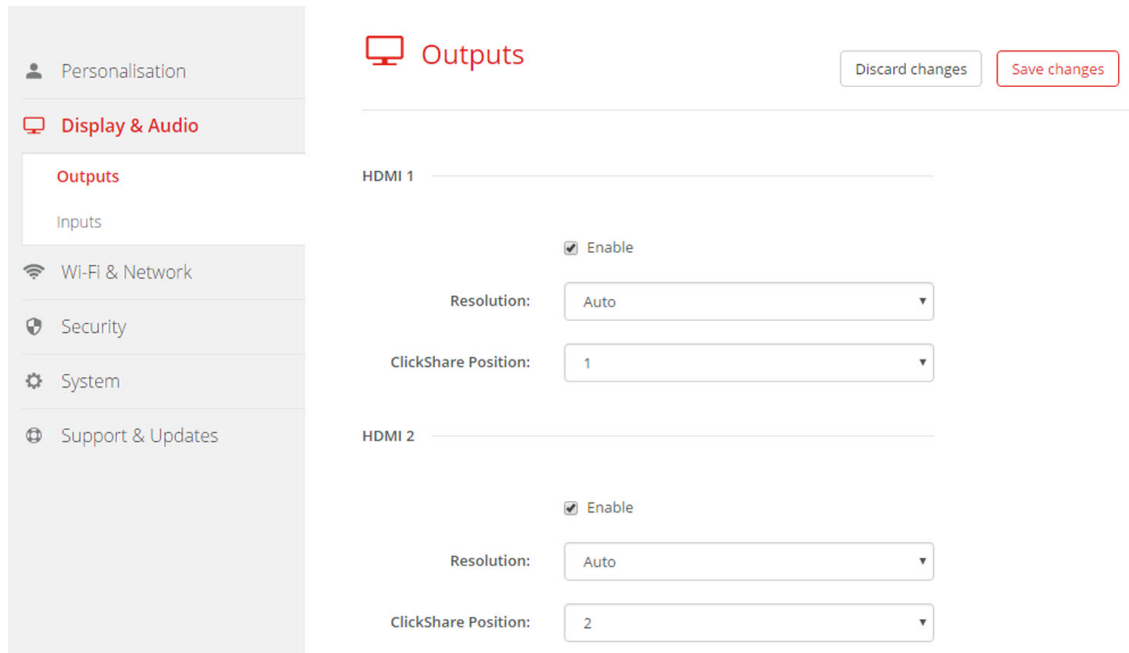 Personalisation
Display & Audio
Outputs
Inputs
Wi-Fi & Network
Security
System
Support & Updates
Outputs
Discard changes
Save changes
HDMI 1
Enable
Resolution: Auto
ClickShare Position: 1
HDMI 2
Enable
Resolution: Auto
ClickShare Position: 2